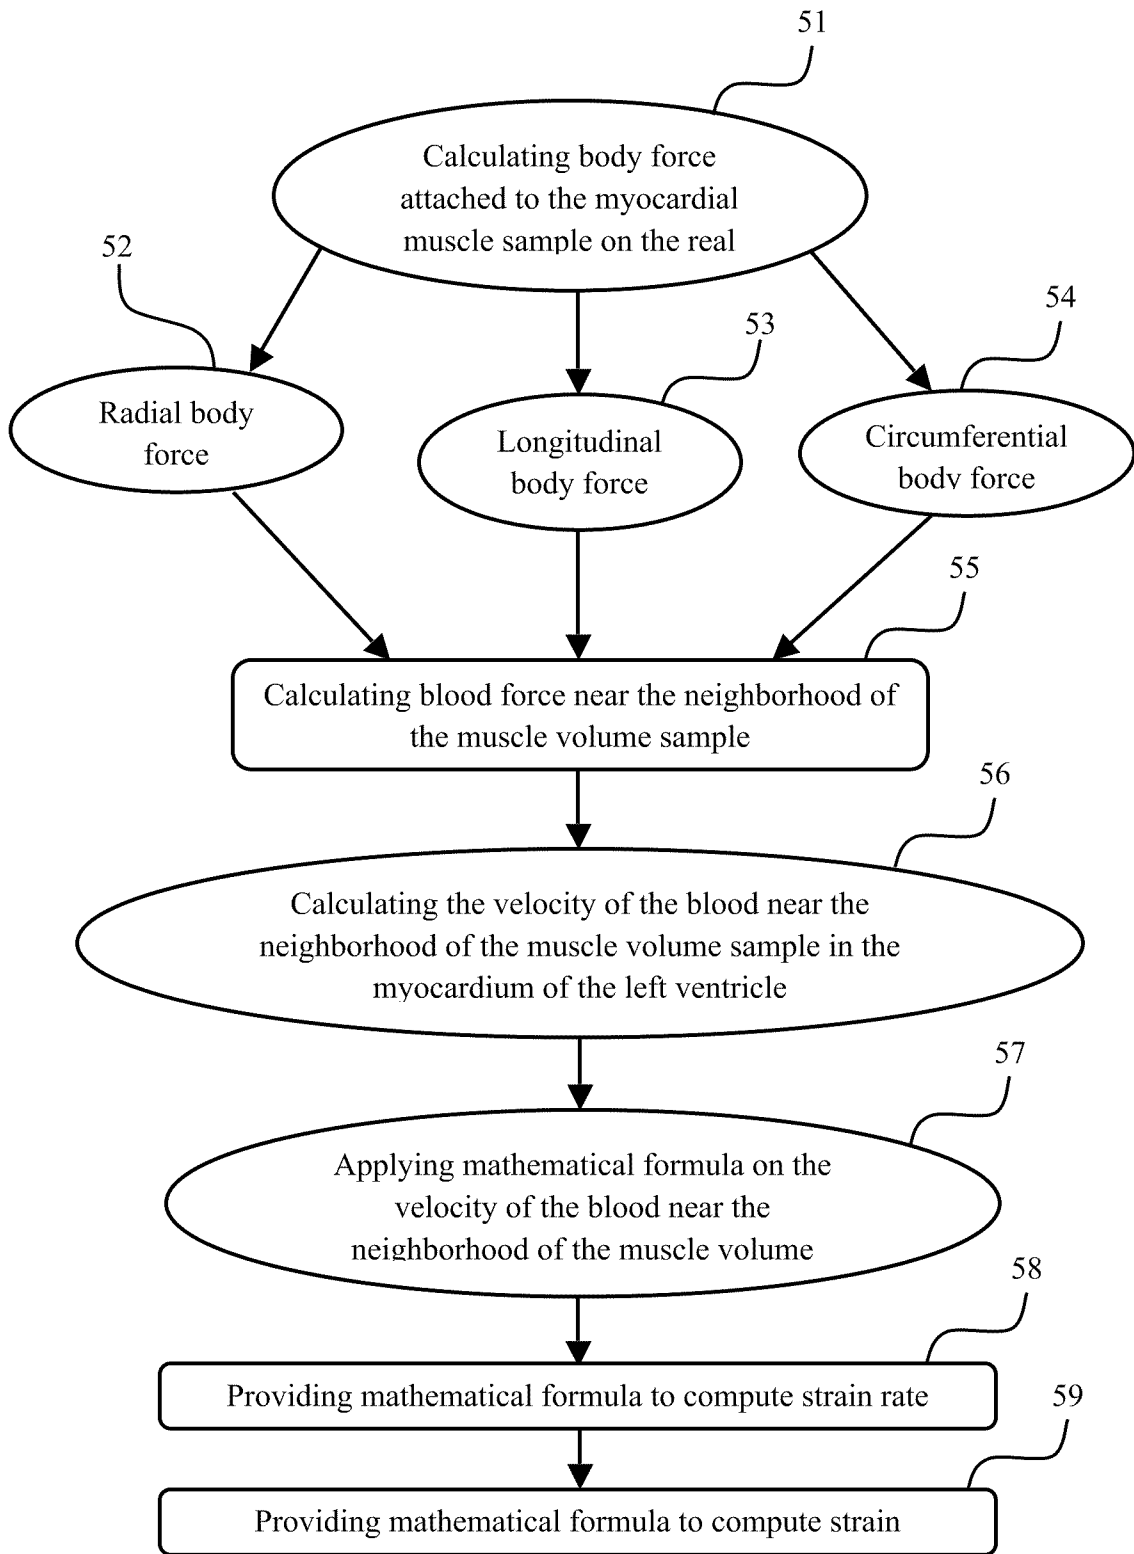 51
Calculating body force
attached to the myocardial
muscle sample on the real
52
53
54
Radial body
force
Longitudinal
body force
Circumferential
body force
55
Calculating blood force near the neighborhood of
the muscle volume sample
56
Calculating the velocity of the blood near the
neighborhood of the muscle volume sample in the
myocardium of the left ventricle
57
Applying mathematical formula on the
velocity of the blood near the
neighborhood of the muscle volume
58
Providing mathematical formula to compute strain rate
59
Providing mathematical formula to compute strain